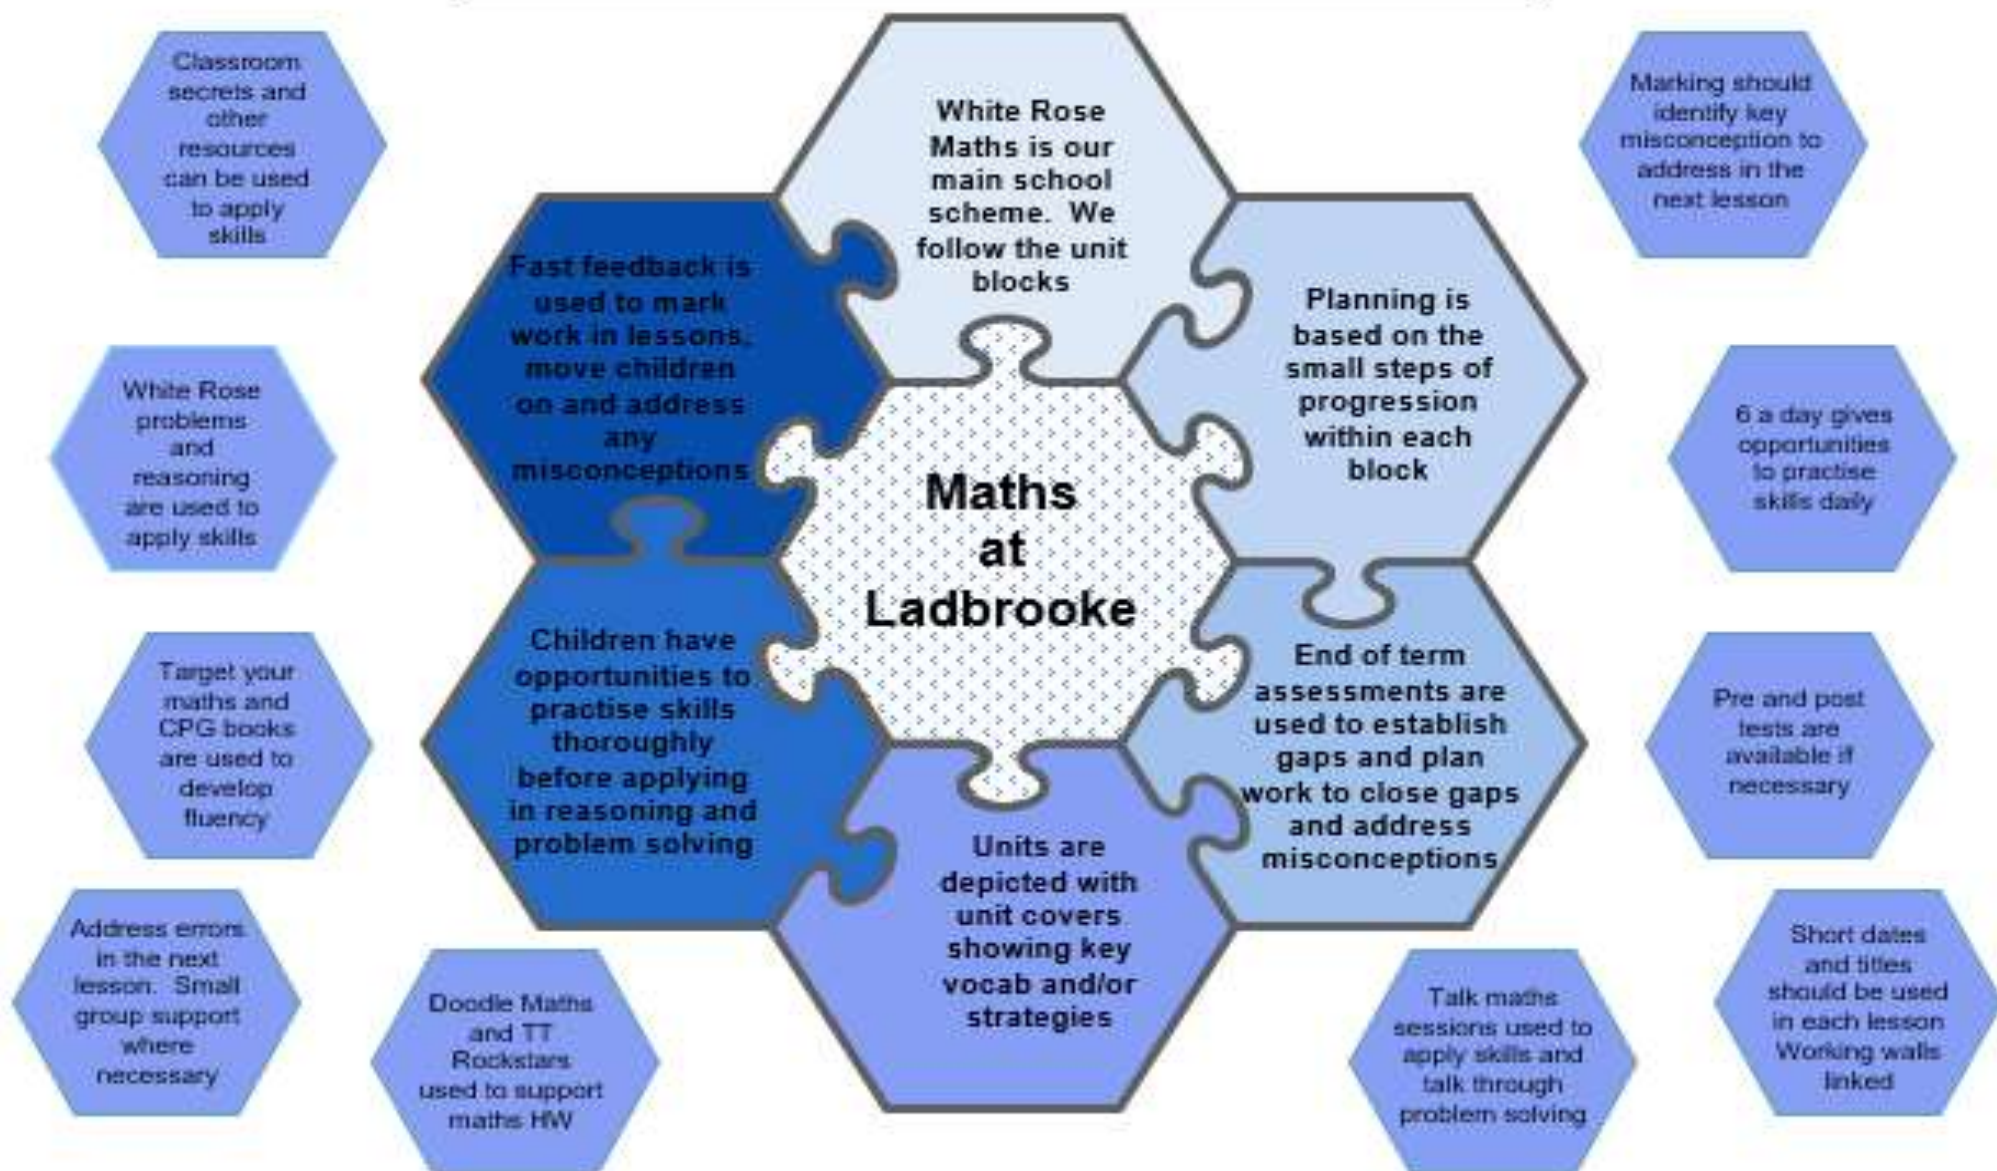 Classroom
secrets and
other
resources
can be used
to apply
skills
White Rose
problems
and
reasoning
are used to
apply skills
Target your
maths and
CPG books
are used to
develop
fluency
Address errors
in the next
lesson. Small
group support
where
necessary
Doodle Maths
and TT
Rockstars
used to support
maths HW
White Rose
Maths is our
main school
scheme. We
follow the unit
blocks
Planning is
based on the
small steps of
progression
within each
block
End of term
assessments are
used to establish
gaps and plan
work to close gaps
and address
misconceptions
Units are
depicted with
unit covers
showing key
vocab and/or
strategies
Children have
opportunities to
practise skills
thoroughly
before applying
in reasoning and
problem solving
Fast feedback is
used to mark
work in lessons,
move children
on and address
any
misconceptions
Maths
at
Ladbrooke
Marking should
identify key
misconception to
address in the
next lesson
6 a day gives
opportunities
to practise
skills daily
Pre and post
tests are
available if
necessary
Short dates
and titles
should be used
in each lesson
Working walls
linked
Talk maths
sessions used to
apply skills and
talk through
problem solving